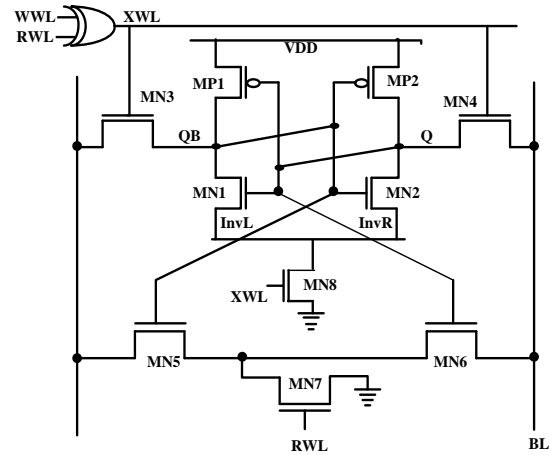 WWL
RWL
XWL
VDD
MP1
MP2
MN3
MN4
QB
Q
MN1
MN2
InvL
InvR
XWL
MN8
MN5
MN6
MN7
RWL
BL